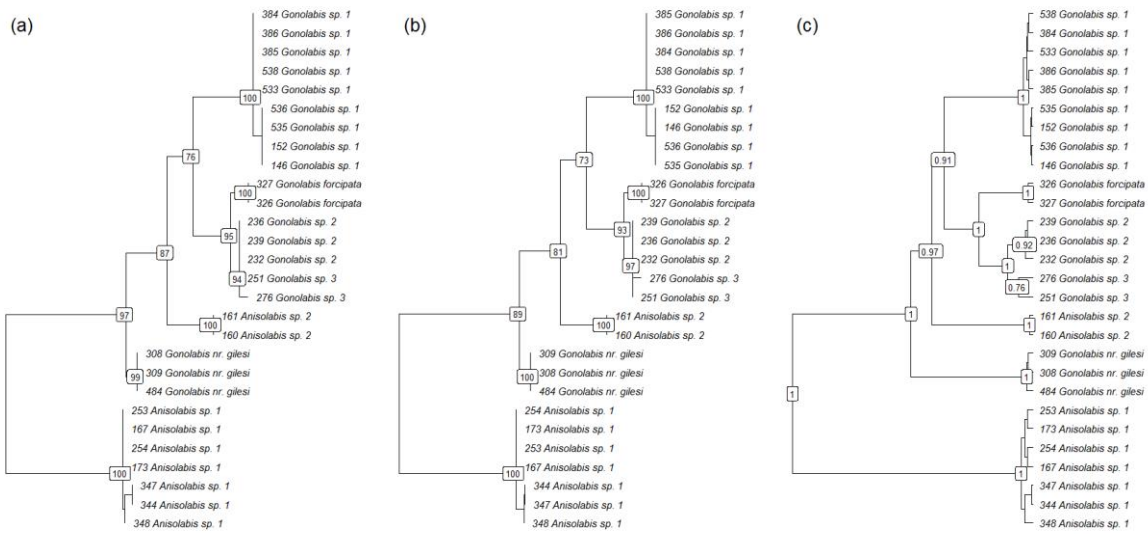 (a)
384 Gonolabis sp. 1
386 Gonolabis sp. 1
385 Gonolabis sp. 1
538 Gonolabis sp. 1
533 Gonolabis sp. 1
100
536 Gonolabis sp. 1
535 Gonolabis sp. 1
152 Gonolabis sp. 1
76
146 Gonolabis sp. 1
327 Gonolabis forcipata
100
326 Gonolabis forcipata
236 Gonolabis sp. 2
95
239 Gonolabis sp. 2
87
232 Gonolabis sp. 2
94
251 Gonolabis sp. 3
276 Gonolabis sp. 3
97
161 Anisolabis sp. 2
100
160 Anisolabis sp. 2
308 Gonolabis nr. gilesi
309 Gonolabis nr. gilesi
99
484 Gonolabis nr. gilesi
253 Anisolabis sp. 1
167 Anisolabis sp. 1
254 Anisolabis sp. 1
173 Anisolabis sp. 1
100
347 Anisolabis sp. 1
344 Anisolabis sp. 1
348 Anisolabis sp. 1
(b)
385 Gonolabis sp. 1
386 Gonolabis sp. 1
384 Gonolabis sp. 1
538 Gonolabis sp. 1
533 Gonolabis sp. 1
100
152 Gonolabis sp. 1
146 Gonolabis sp. 1
536 Gonolabis sp. 1
73
535 Gonolabis sp. 1
326 Gonolabis forcipata
100
327 Gonolabis forcipata
239 Gonolabis sp. 2
93
236 Gonolabis sp. 2
81
232 Gonolabis sp. 2
97
276 Gonolabis sp. 3
251 Gonolabis sp. 3
89
161 Anisolabis sp. 2
100
160 Anisolabis sp. 2
309 Gonolabis nr. gilesi
308 Gonolabis nr. gilesi
100
484 Gonolabis nr. gilesi
254 Anisolabis sp. 1
173 Anisolabis sp. 1
253 Anisolabis sp. 1
167 Anisolabis sp. 1
100
344 Anisolabis sp. 1
347 Anisolabis sp. 1
348 Anisolabis sp. 1
(c)
538 Gonolabis sp. 1
384 Gonolabis sp. 1
533 Gonolabis sp. 1
386 Gonolabis sp. 1
385 Gonolabis sp. 1
1
535 Gonolabis sp. 1
152 Gonolabis sp. 1
536 Gonolabis sp. 1
0.91
146 Gonolabis sp. 1
326 Gonolabis forcipata
1
327 Gonolabis forcipata
239 Gonolabis sp. 2
1
236 Gonolabis sp. 2
0.92
0.97
232 Gonolabis sp. 2
1
276 Gonolabis sp. 3
0.76
251 Gonolabis sp. 3
1
161 Anisolabis sp. 2
1
160 Anisolabis sp. 2
309 Gonolabis nr. gilesi
308 Gonolabis nr. gilesi
1
484 Gonolabis nr. gilesi
1
253 Anisolabis sp. 1
173 Anisolabis sp. 1
254 Anisolabis sp. 1
167 Anisolabis sp. 1
1
347 Anisolabis sp. 1
344 Anisolabis sp. 1
348 Anisolabis sp. 1